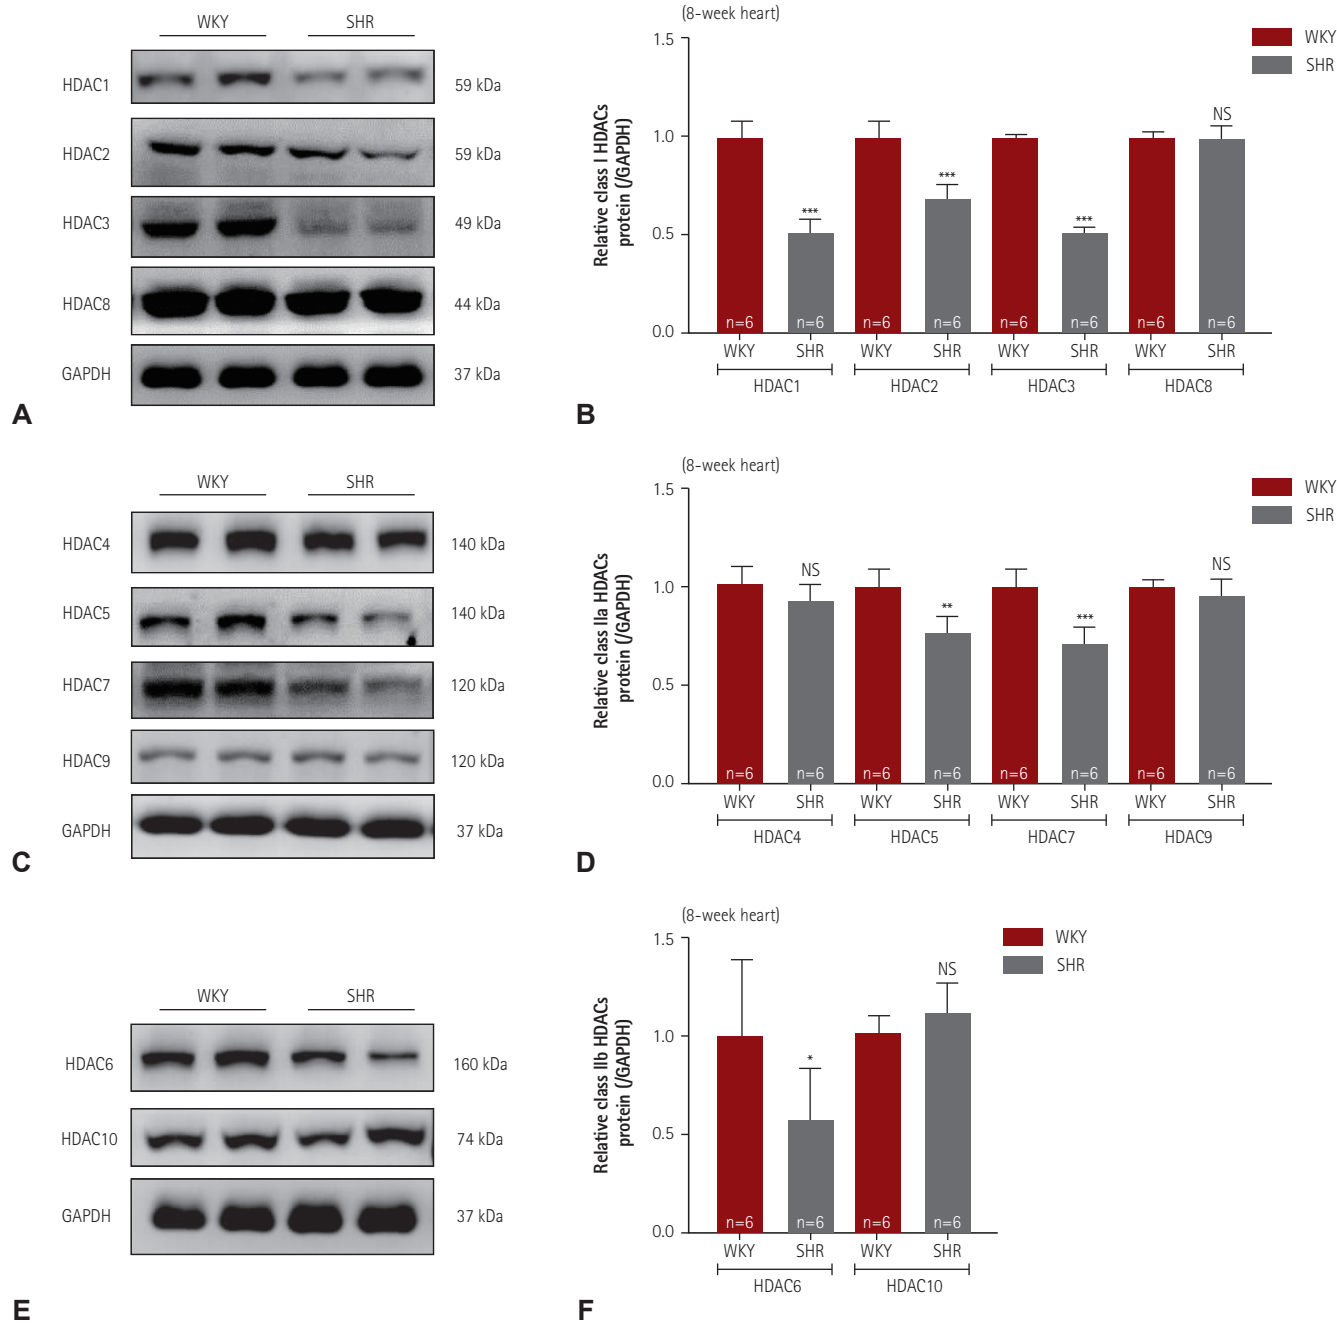 WKY SHR
HDAC1 59 kDa
HDAC2 59 kDa
HDAC3 49 kDa
HDAC8 44 kDa
GAPDH 37 kDa
A
(8-week heart)
WKY
SHR
Relative class I HDACs
protein (/GAPDH)
1.5
1.0
0.5
0.0
*** *** *** NS
n=6 n=6 n=6 n=6 n=6 n=6 n=6 n=6
WKY SHR WKY SHR WKY SHR WKY SHR
HDAC1 HDAC2 HDAC3 HDAC8
B
WKY SHR
HDAC4 140 kDa
HDAC5 140 kDa
HDAC7 120 kDa
HDAC9 120 kDa
GAPDH 37 kDa
C
(8-week heart)
WKY
SHR
Relative class IIa HDACs
protein (/GAPDH)
1.5
1.0
0.5
0.0
NS ** *** NS
n=6 n=6 n=6 n=6 n=6 n=6 n=6 n=6
WKY SHR WKY SHR WKY SHR WKY SHR
HDAC4 HDAC5 HDAC7 HDAC9
D
WKY SHR
HDAC6 160 kDa
HDAC10 74 kDa
GAPDH 37 kDa
E
(8-week heart)
WKY
SHR
Relative class IIb HDACs
protein (/GAPDH)
1.5
1.0
0.5
0.0
* NS
n=6 n=6 n=6 n=6
WKY SHR WKY SHR
HDAC6 HDAC10
F